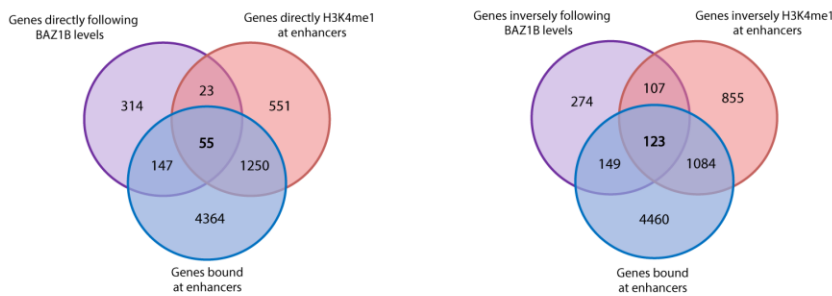 Genes directly following
BAZ1B levels
Genes directly H3K4me1
at enhancers
314
23
551
55
147
1250
4364
Genes bound
at enhancers
Genes inversely following
BAZ1B levels
Genes inversely H3K4me1
at enhancers
274
107
855
123
149
1084
4460
Genes bound
at enhancers